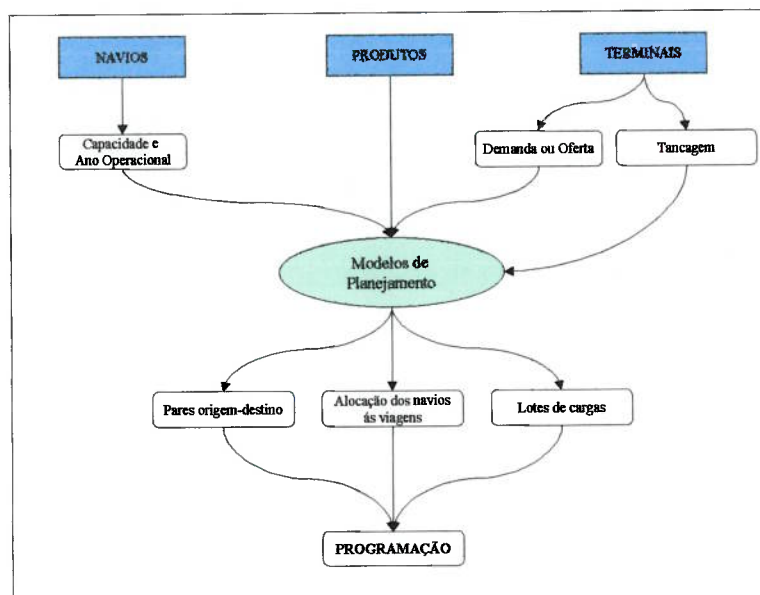 NAVIOS
PRODUTOS
TERMINAIS
Capacidade e
Ano Operacional
Demanda ou Oferta
Tancagem
Modelos de
Planejamento
Pares origem-destino
Alocação dos navios
ás viagens
Lotes de cargas
PROGRAMAÇÃO